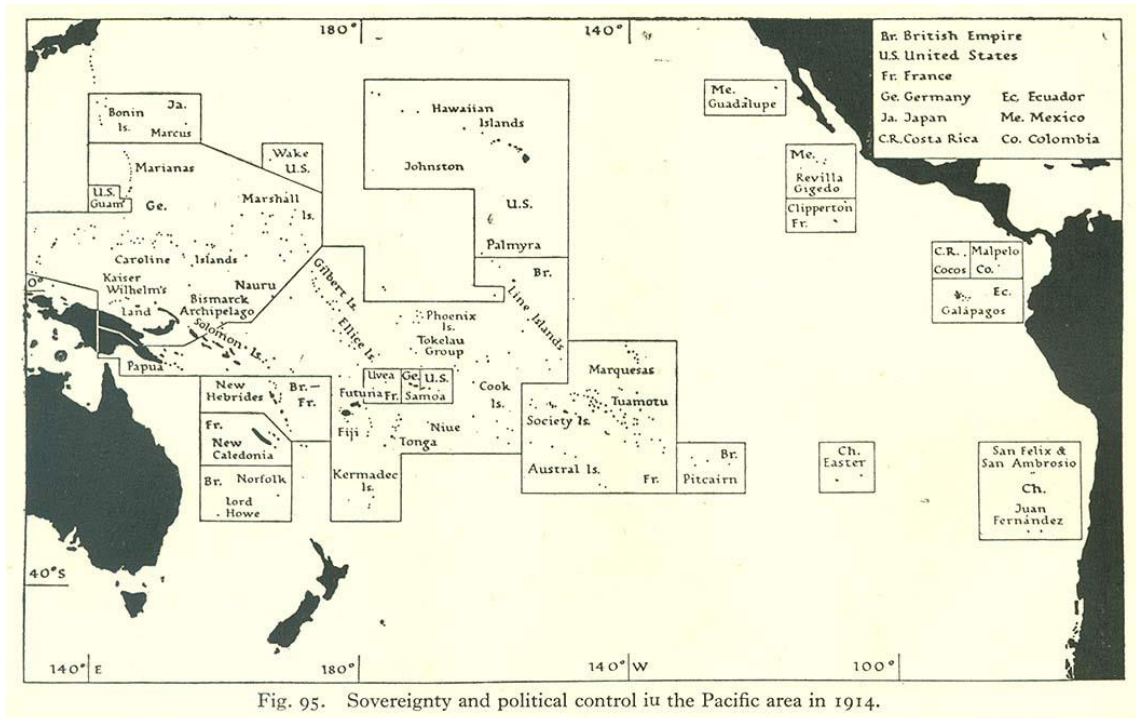 180°
140°
Br. British Empire
U.S. United States
Fr. France
Ge. Germany
Ec. Ecuador
Ja. Japan
Me. Mexico
C.R. Costa Rica
Co. Colombia
Bonin
Is.
Ja.
Marcus
Hawaiian
Islands
Johnston
U.S.
Palmyra
Me.
Guadalupe
Marianas
Wake
U.S.
U.S.
Guam
Ge.
Marshall
Is.
Me.
Revilla
Gigedo
Clipperton
Fr.
Caroline Islands
C.R.
Cocos
Malpelo
Co.
Ec.
Galápagos
0°
Kaiser
Wilhelm's
Land
Bismarck
Archipelago
Nauru
Solomon Is.
Papua
Gilbert Is.
Ellice Is.
Br.
Line Islands
Phoenix
Is.
Tokelau
Group
Uvea
Futuna
Fr.
Ge.
U.S.
Samoa
Cook
Is.
Fiji
Tonga
Niue
Marquesas
Tuamotu
Society Is.
Austral Is.
Fr.
New
Hebrides
Br.—
Fr.
Fr.
New
Caledonia
Br. Norfolk
Lord
Howe
Kermadec
Is.
Br.
Pitcairn
Ch.
Easter
San Felix &
San Ambrosio
Ch.
Juan
Fernández
40°S
140° E
180°
140° W
100°
Fig. 95. Sovereignty and political control iu the Pacific area in 1914.